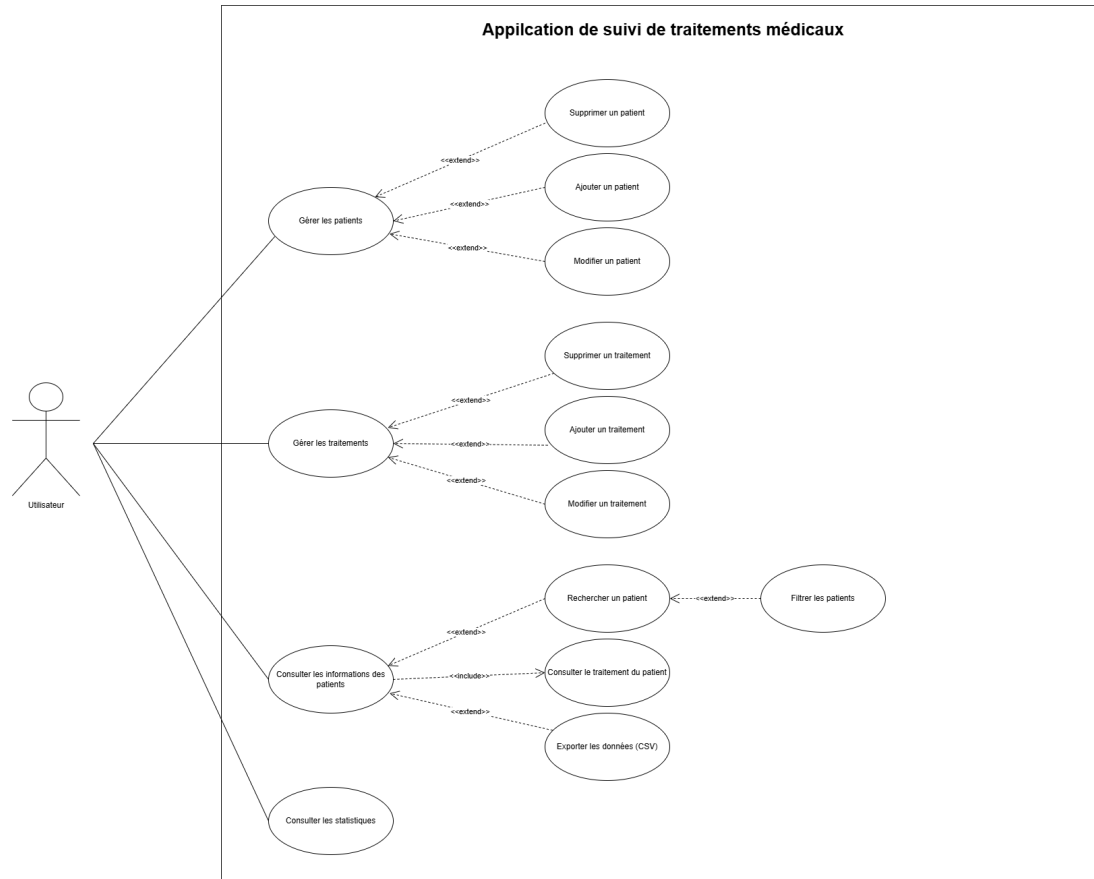 Appilcation de suivi de traitements médicaux
Supprimer un patient
<<extend>>
Ajouter un patient
<<extend>>
Gérer les patients
<<extend>>
Modifier un patient
Supprimer un traitement
<<extend>>
Ajouter un traitement
Gérer les traitements
<<extend>>
<<extend>>
Modifier un traitement
Utilisateur
Rechercher un patient
<<extend>>
Filtrer les patients
<<extend>>
Consulter les informations des
patients
<<include>>
Consulter le traitement du patient
<<extend>>
Exporter les données (CSV)
Consulter les statistiques